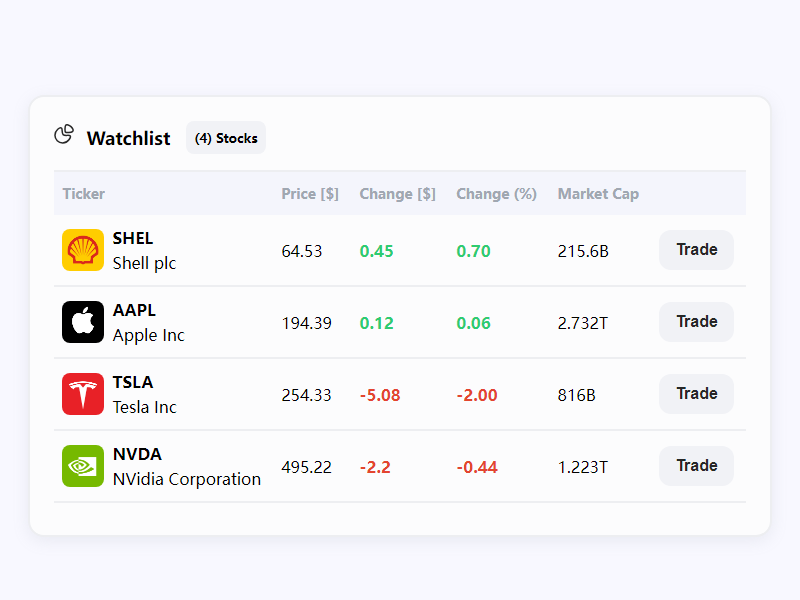 Watchlist (4) Stocks
Ticker Price [$] Change [$] Change (%) Market Cap
SHEL
Shell plc
64.53 0.45 0.70 215.6B Trade
AAPL
Apple Inc
194.39 0.12 0.06 2.732T Trade
TSLA
Tesla Inc
254.33 -5.08 -2.00 816B Trade
NVDA
NVidia Corporation
495.22 -2.2 -0.44 1.223T Trade